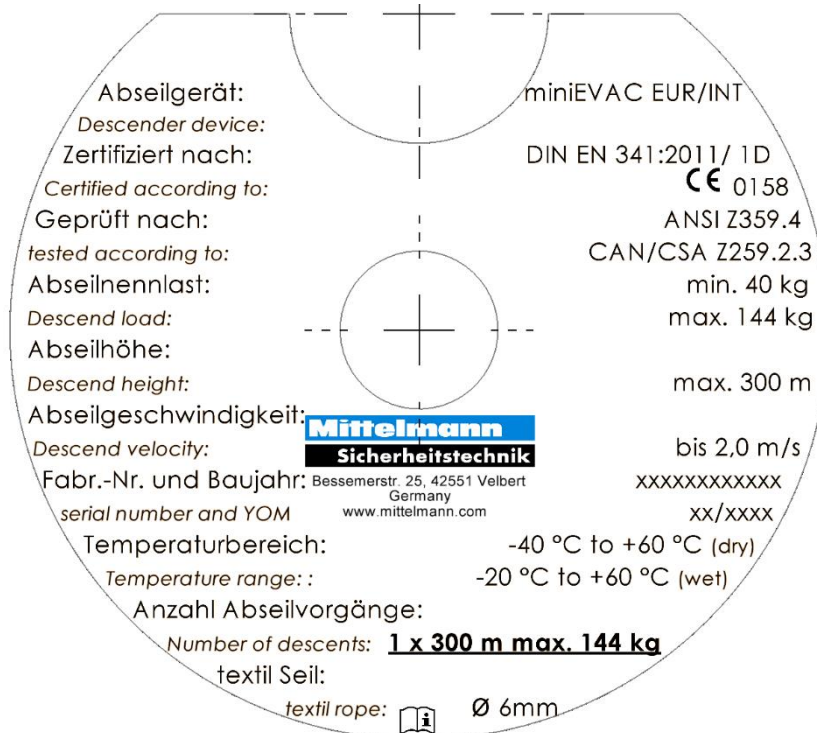 Abseilgerät: miniEVAC EUR/INT
Descender device:
Zertifiziert nach: DIN EN 341:2011/ 1D
Certified according to: CE 0158
Geprüft nach: ANSI Z359.4
tested according to: CAN/CSA Z259.2.3
Abseilnennlast: min. 40 kg
Descend load: max. 144 kg
Abseilhöhe:
Descend height: max. 300 m
Abseilgeschwindigkeit:
Mittelmann
Descend velocity: bis 2,0 m/s
Sicherheitstechnik
Fabr.-Nr. und Baujahr: xxxxxxxxxxxx
Bessemerstr. 25, 42551 Velbert
Germany
www.mittelmann.com
serial number and YOM xx/xxxx
Temperaturbereich: -40 °C to +60 °C (dry)
Temperature range: : -20 °C to +60 °C (wet)
Anzahl Abseilvorgänge:
Number of descents: 1 x 300 m max. 144 kg
textil Seil:
textil rope: i Ø 6mm